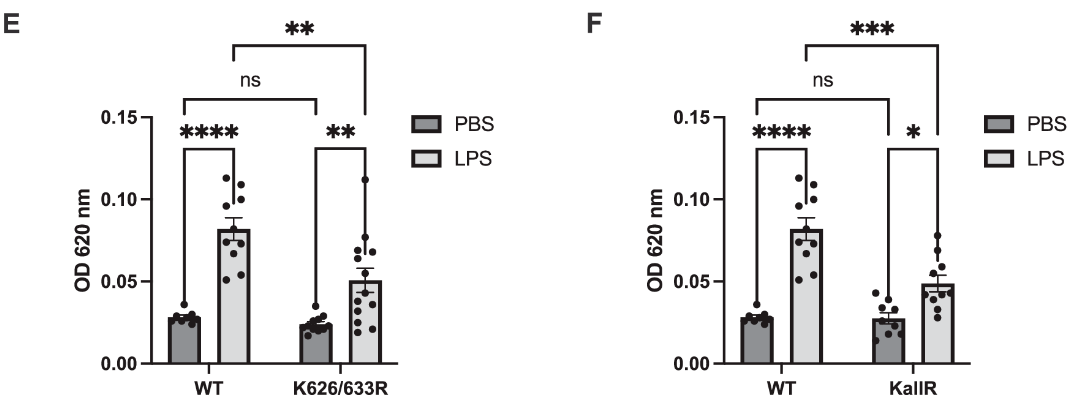 E
**
ns
0.15
****
**
PBS
LPS
0.10
0.05
0.00
OD 620 nm
WT
K626/633R
F
***
ns
0.15
****
*
PBS
LPS
0.10
0.05
0.00
OD 620 nm
WT
KallR